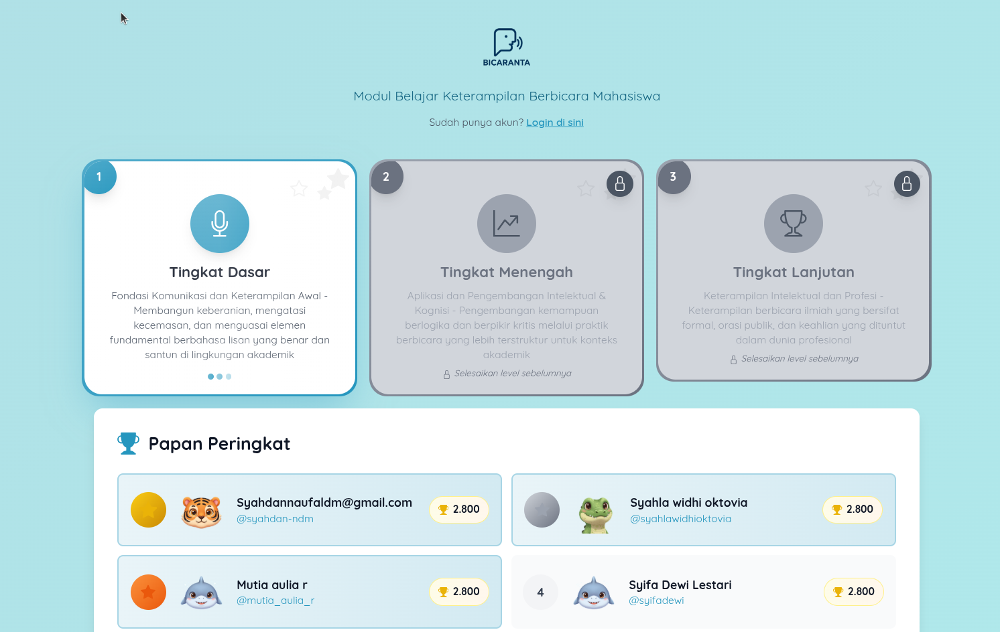 BICARANTA
Modul Belajar Keterampilan Berbicara Mahasiswa
Sudah punya akun? Login di sini
1
Tingkat Dasar
Fondasi Komunikasi dan Keterampilan Awal -
Membangun keberanian, mengatasi
kecemasan, dan menguasai elemen
fundamental berbahasa lisan yang benar dan
santun di lingkungan akademik
2
Tingkat Menengah
Aplikasi dan Pengembangan Intelektual &
Kognisi - Pengembangan kemampuan
berlogika dan berpikir kritis melalui praktik
berbicara yang lebih terstruktur untuk konteks
akademik
Selesaikan level sebelumnya
3
Tingkat Lanjutan
Keterampilan Intelektual dan Profesi -
Keterampilan berbicara ilmiah yang bersifat
formal, orasi publik, dan keahlian yang dituntut
dalam dunia profesional
Selesaikan level sebelumnya
Papan Peringkat
Syahdannaufaldm@gmail.com
@syahdan-ndm
2.800
Syahla widhi oktovia
@syahlawidhioktovia
2.800
Mutia aulia r
@mutia_aulia_r
2.800
4
Syifa Dewi Lestari
@syifadewi
2.800